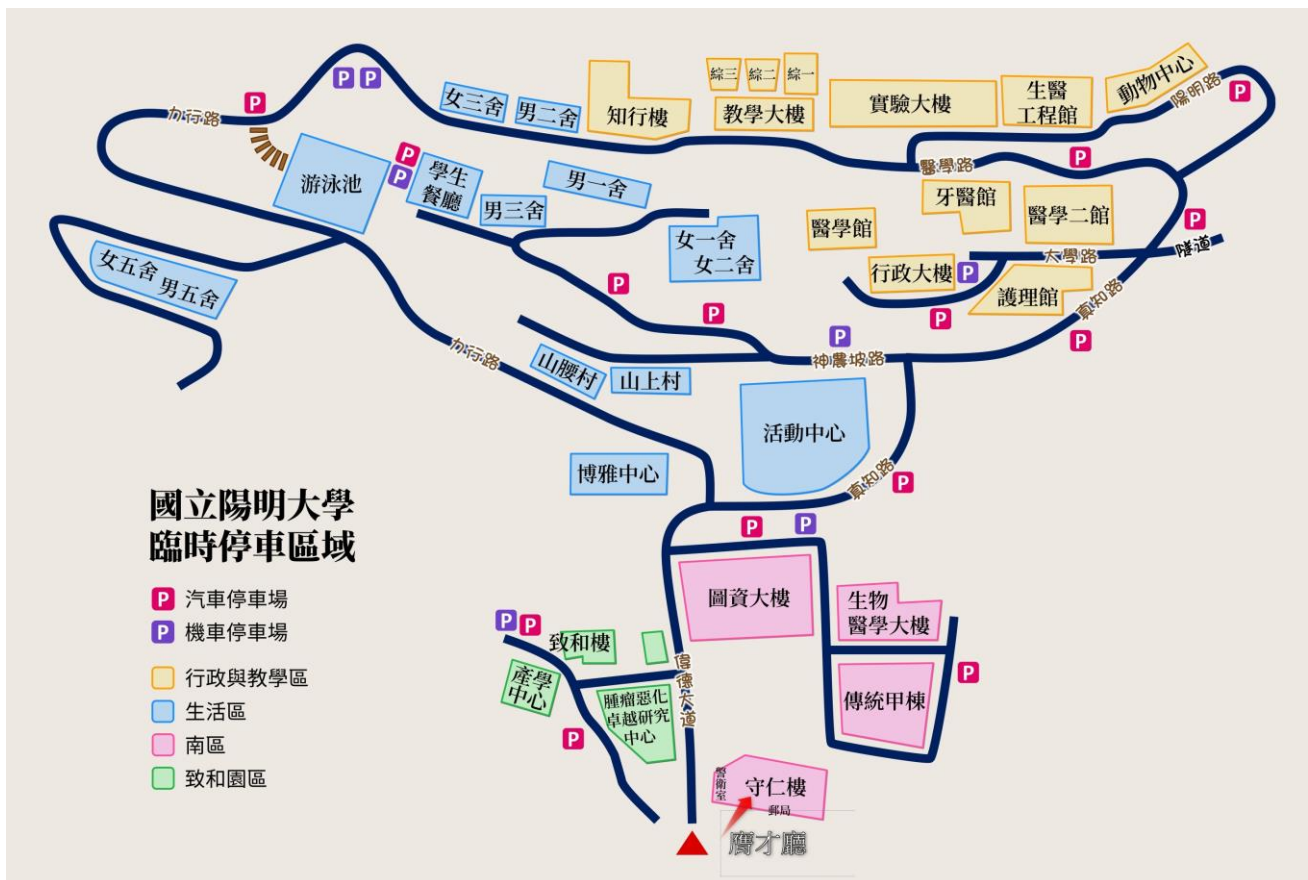 動物中心
陽明路
綜三
綜二
綜一
生醫
工程館
女三舍
男二舍
知行樓
教學大樓
實驗大樓
P
P
P
P
力行路
P
P
醫學路
P
游泳池
P
學生
餐廳
男一舍
男三舍
牙醫館
醫學二館
醫學館
P
女一舍
女二舍
大學路
隧道
行政大樓
P
護理館
女五舍
男五舍
P
P
P
真知路
P
P
神農坡路
力行路
山腰村
山上村
活動中心
博雅中心
真知路
P
國立陽明大學
臨時停車區域
P
P
P 汽車停車場
P 機車停車場
行政與教學區
生活區
南區
致和園區
圖資大樓
生物
醫學大樓
P
P
致和樓
產學
中心
偉德大道
腫瘤惡化
卓越研究
中心
傳統甲棟
P
P
警衛室
守仁樓
郵局
膺才廳